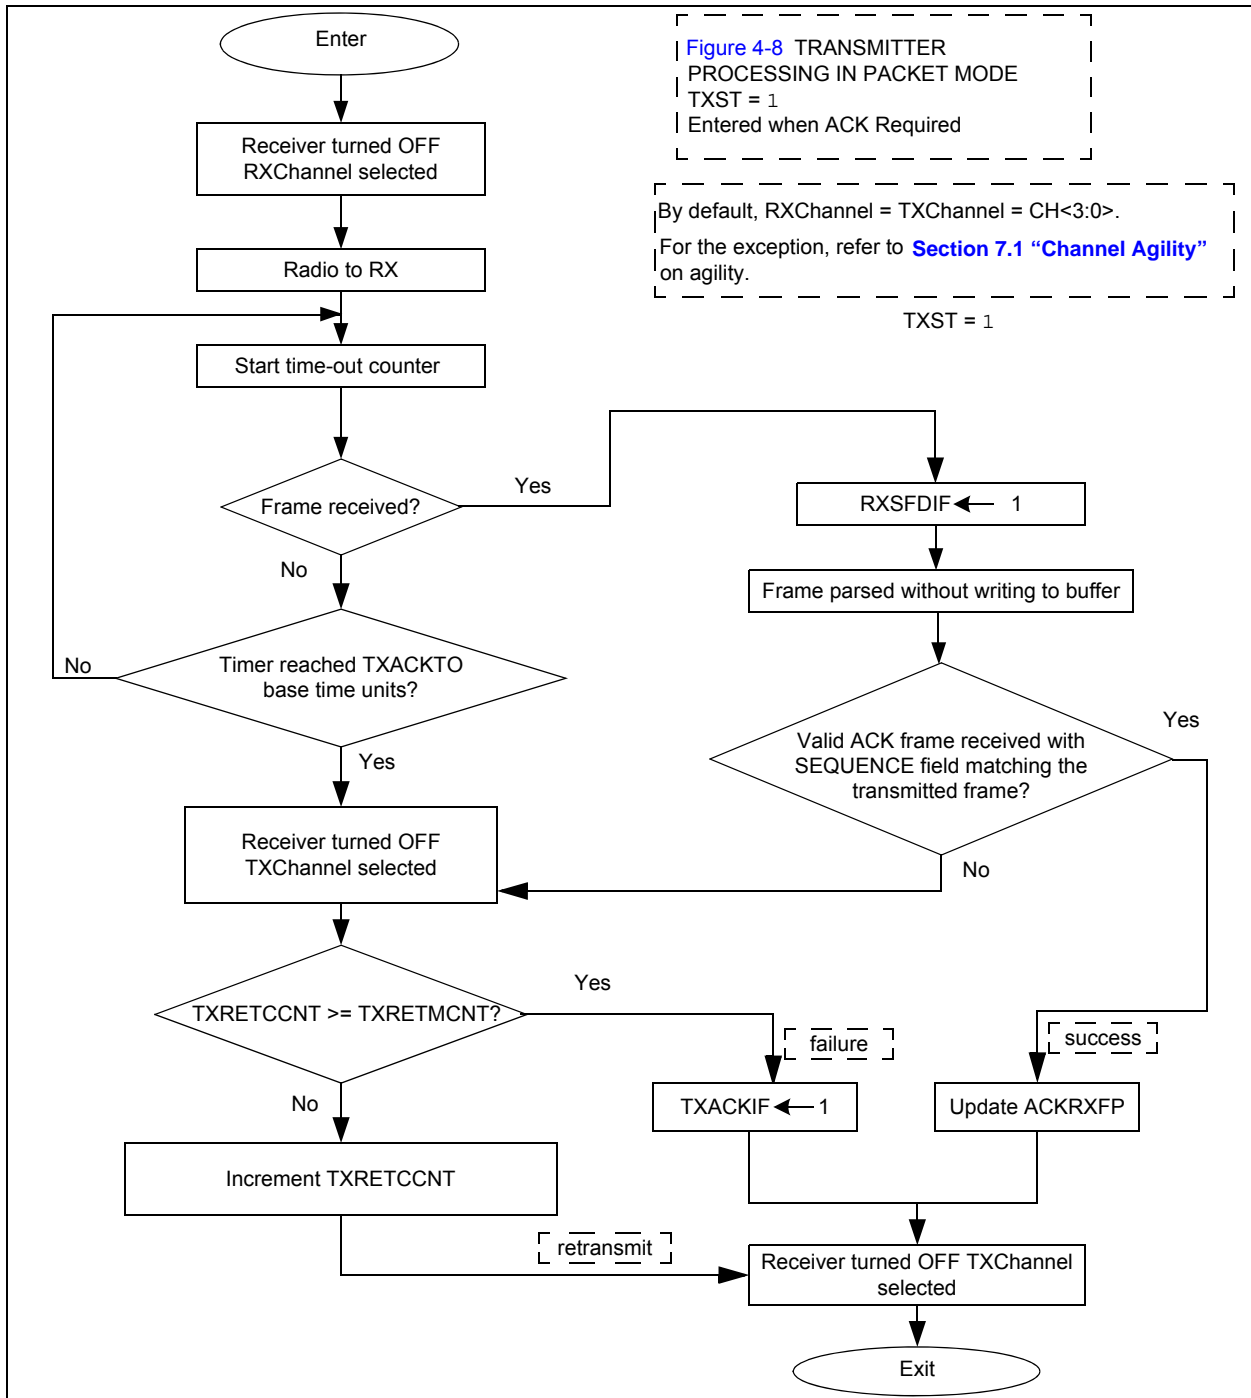 Enter
Figure 4-8 TRANSMITTER
PROCESSING IN PACKET MODE
TXST = 1
Entered when ACK Required
Receiver turned OFF
RXChannel selected
By default, RXChannel = TXChannel = CH<3:0>.
For the exception, refer to Section 7.1 “Channel Agility”
on agility.
Radio to RX
TXST = 1
Start time-out counter
Frame received?
Yes
No
RXSFDIF 1
Frame parsed without writing to buffer
Timer reached TXACKTO
base time units?
No
Yes
Valid ACK frame received with
SEQUENCE field matching the
transmitted frame?
Yes
No
Receiver turned OFF
TXChannel selected
TXRETCCNT >= TXRETMCNT?
Yes
No
failure
success
TXACKIF 1
Update ACKRXFP
Increment TXRETCCNT
retransmit
Receiver turned OFF TXChannel
selected
Exit